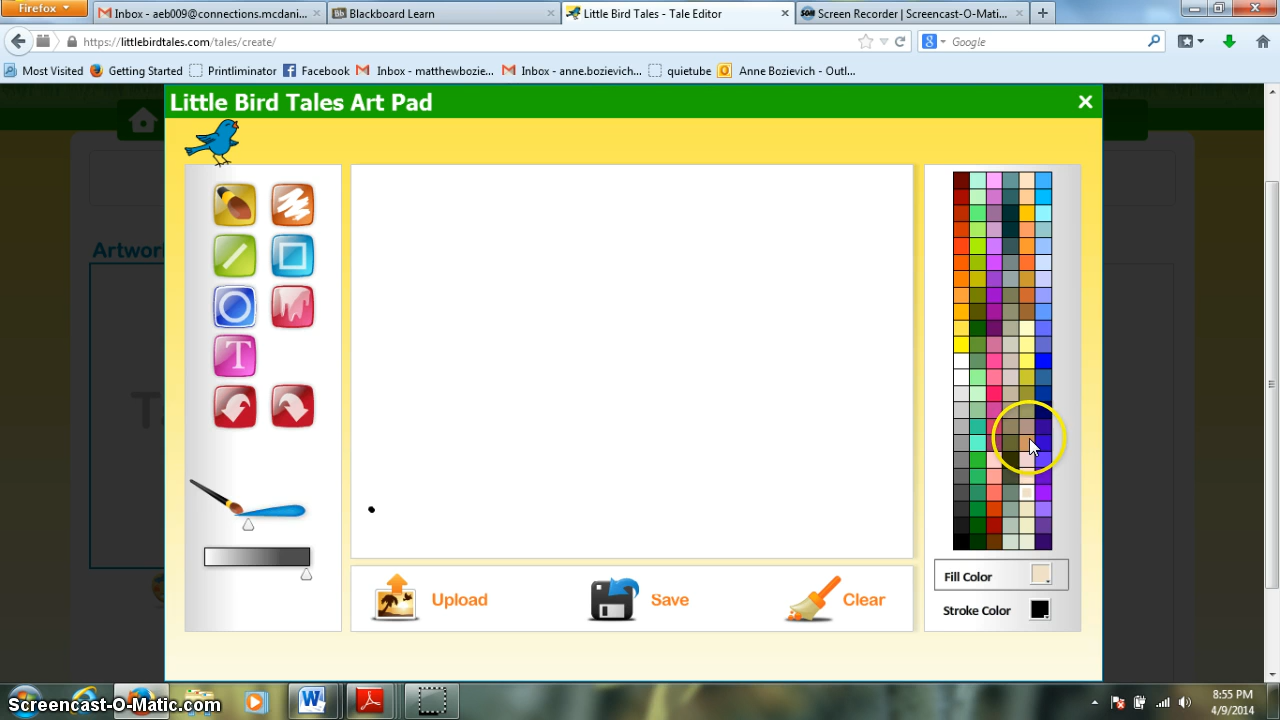 Firefox
Inbox - aeb009@connections.mcdani...
Blackboard Learn
Little Bird Tales - Tale Editor
Screen Recorder | Screencast-O-Mati...
https://littlebirdtales.com/tales/create/
Google
Most Visited
Getting Started
Printliminator
Facebook
Inbox - matthewbozie...
Inbox - anne.bozievich...
quietube
Anne Bozievich - Outl...
Little Bird Tales Art Pad
Artwor
T
T
Upload
Save
Clear
Fill Color
Stroke Color
Screencast-O-Matic.com
8:55 PM
4/9/2014